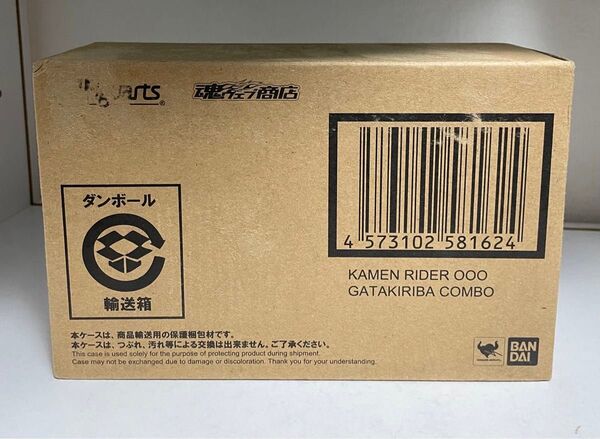 arts ®
魂ウェブ商店
ダンボール
輸送箱
4 573102 581624
KAMEN RIDER OOO
GATAKIRIBA COMBO
本ケースは、商品輸送用の保護梱包材です。
本ケースは、つぶれ、汚れ等による交換は出来ません。ご了承ください。
This case is used solely for the purpose of protecting product during shipment.
Case may not be exchanged due to damage or discoloration. Thank you for your understanding.
BAN
DAI